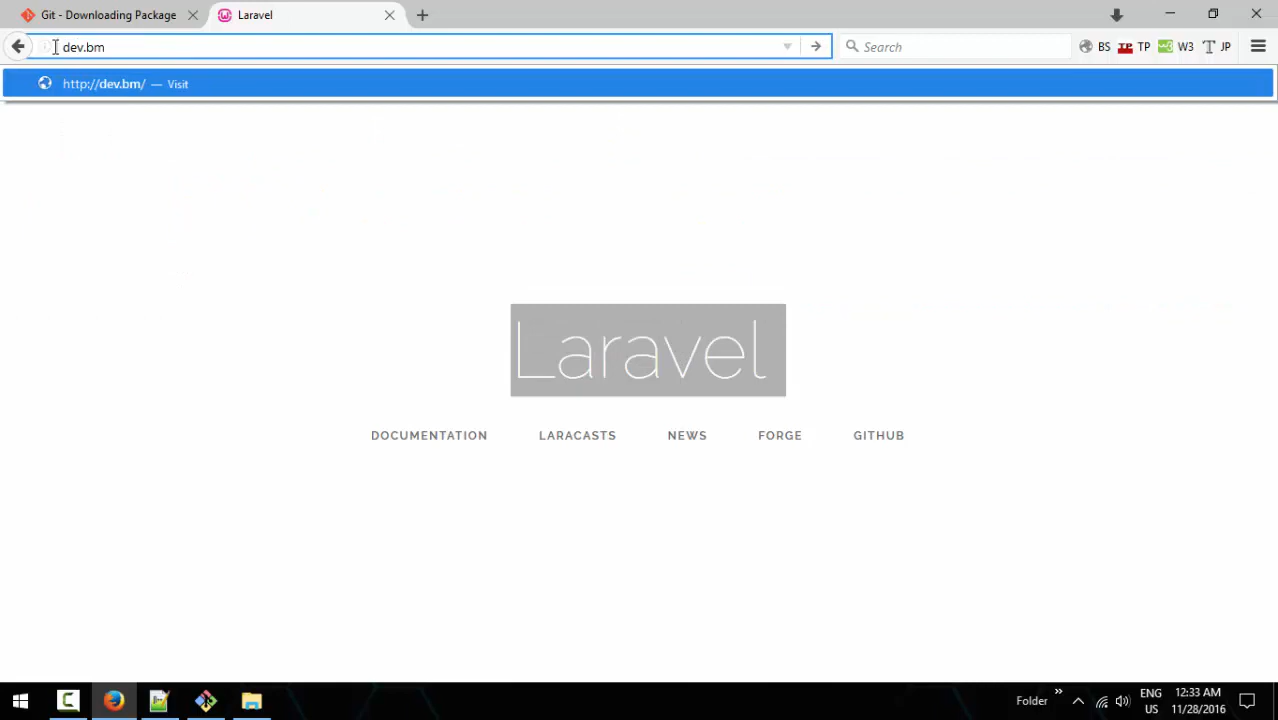 Git - Downloading Package
Laravel
dev.bm
Search
BS
TP
W3
JP
http://dev.bm/ — Visit
Laravel
DOCUMENTATION
LARACASTS
NEWS
FORGE
GITHUB
Folder
ENG
US
12:33 AM
11/28/2016